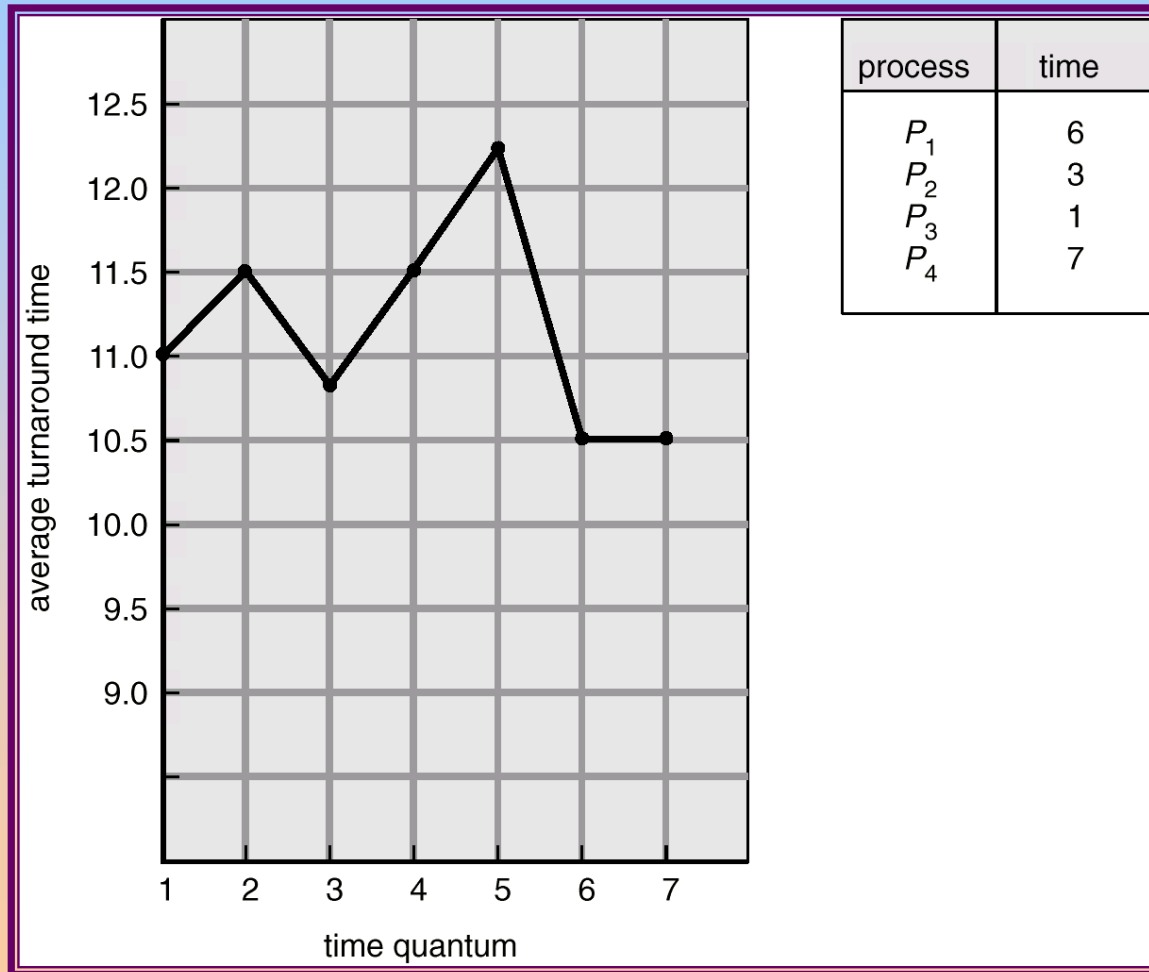 process time
P1 6
P2 3
P3 1
P4 7
12.5
12.0
11.5
11.0
10.5
10.0
9.5
9.0
average turnaround time
1 2 3 4 5 6 7
time quantum